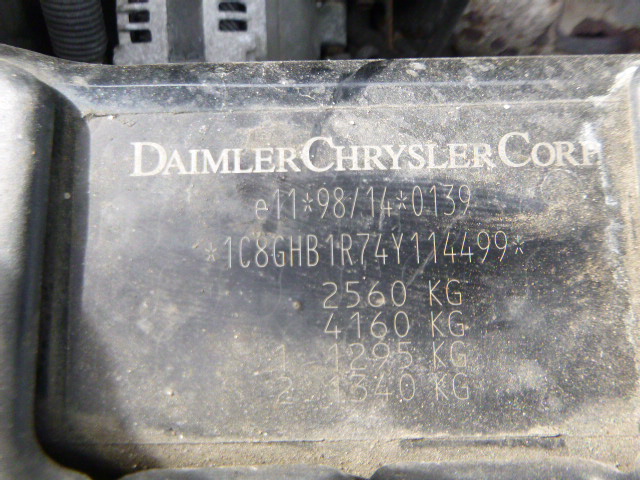 DAIMLERCHRYSLER CORP
e11*98/14*0139
*1C8GHB1R74Y114499*
2560 KG
4160 KG
1 1295 KG
2 1340 KG